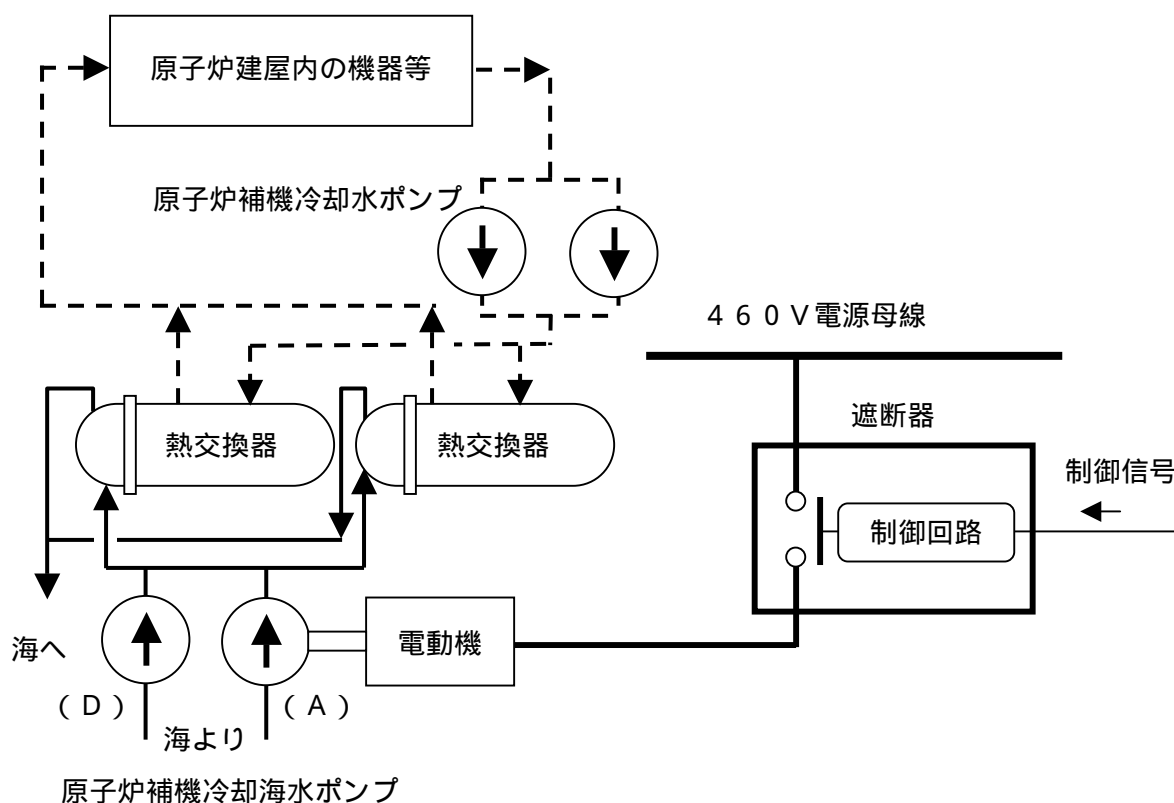 原子炉建屋内の機器等
原子炉補機冷却水ポンプ
460V電源母線
遮断器
熱交換器
熱交換器
制御信号
制御回路
電動機
海へ
(D)
(A)
海より
原子炉補機冷却海水ポンプ